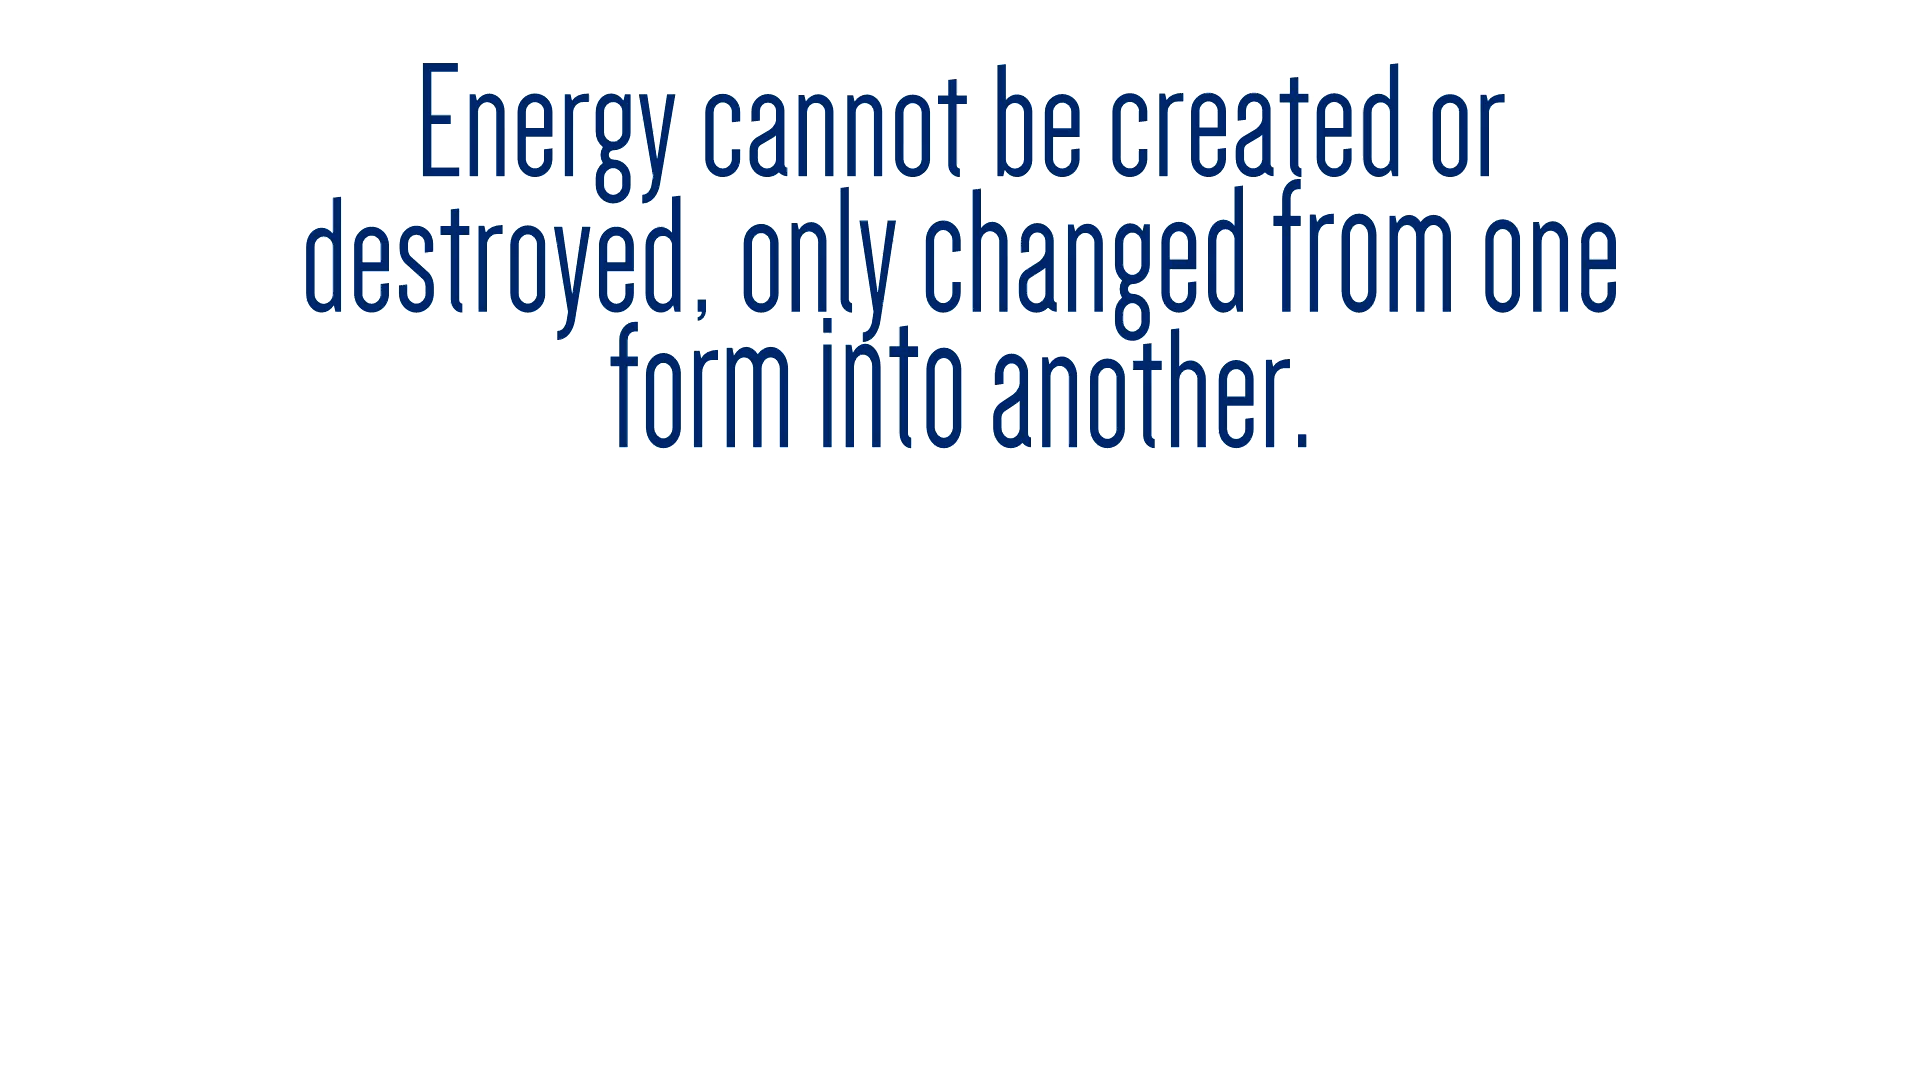 Energy cannot be created or
destroyed, only changed from one
form into another.